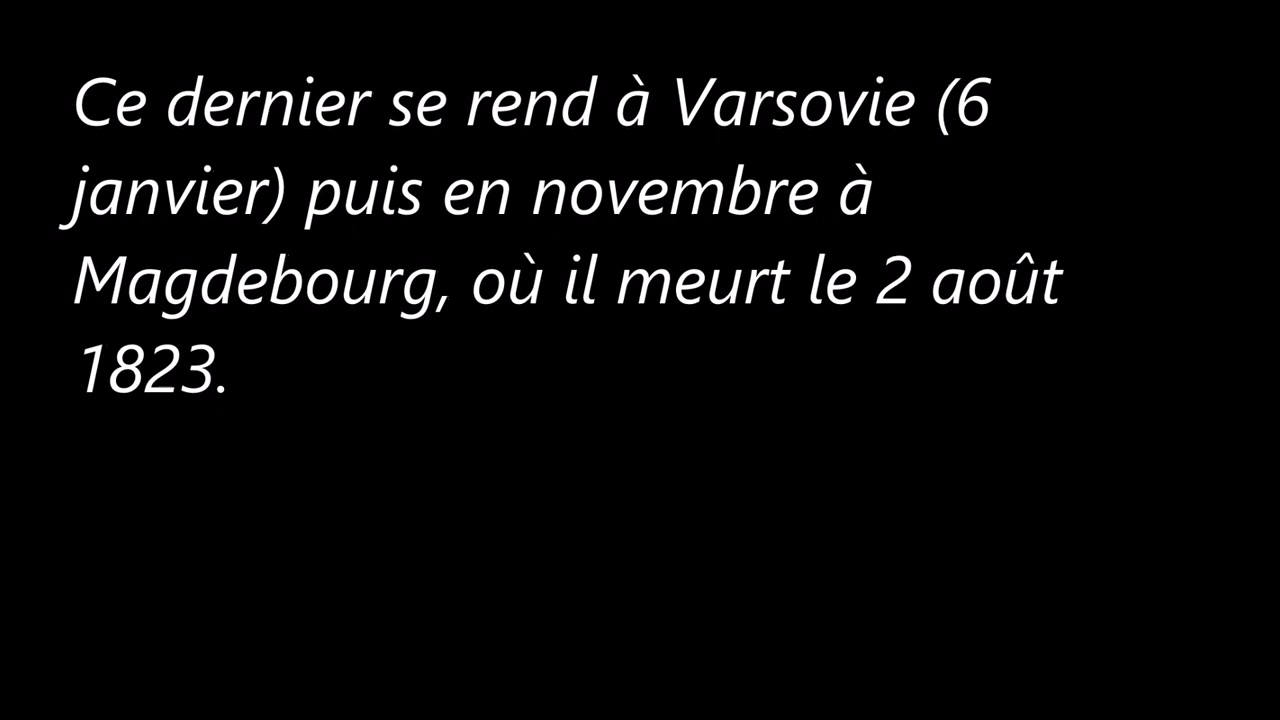 Ce dernier se rend à Varsovie (6
janvier) puis en novembre à
Magdebourg, où il meurt le 2 août
1823.